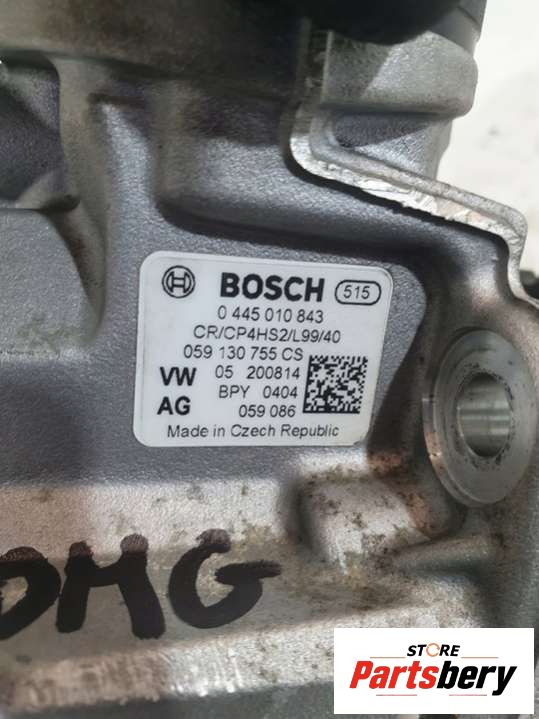 BOSCH 515
0 445 010 843
CR/CP4HS2/L99/40
059 130 755 CS
VW 05 200814
BPY 0404
AG 059 086
Made in Czech Republic
DMG
STORE
Partsbery